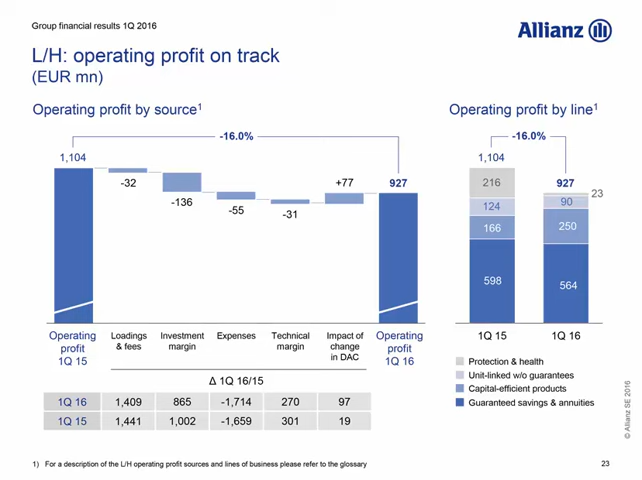 Group financial results 1Q 2016
Allianz
L/H: operating profit on track
(EUR mn)
Operating profit by source1
Operating profit by line1
-16.0%
1,104
-32
-136
-55
-31
+77
927
Operating profit 1Q 15
Loadings & fees
Investment margin
Expenses
Technical margin
Impact of change in DAC
Operating profit 1Q 16
Δ 1Q 16/15
1Q 16 1,409 865 -1,714 270 97
1Q 15 1,441 1,002 -1,659 301 19
-16.0%
1,104
927
216
23
124
90
166
250
598
564
1Q 15
1Q 16
Protection & health
Unit-linked w/o guarantees
Capital-efficient products
Guaranteed savings & annuities
© Allianz SE 2016
1) For a description of the L/H operating profit sources and lines of business please refer to the glossary
23